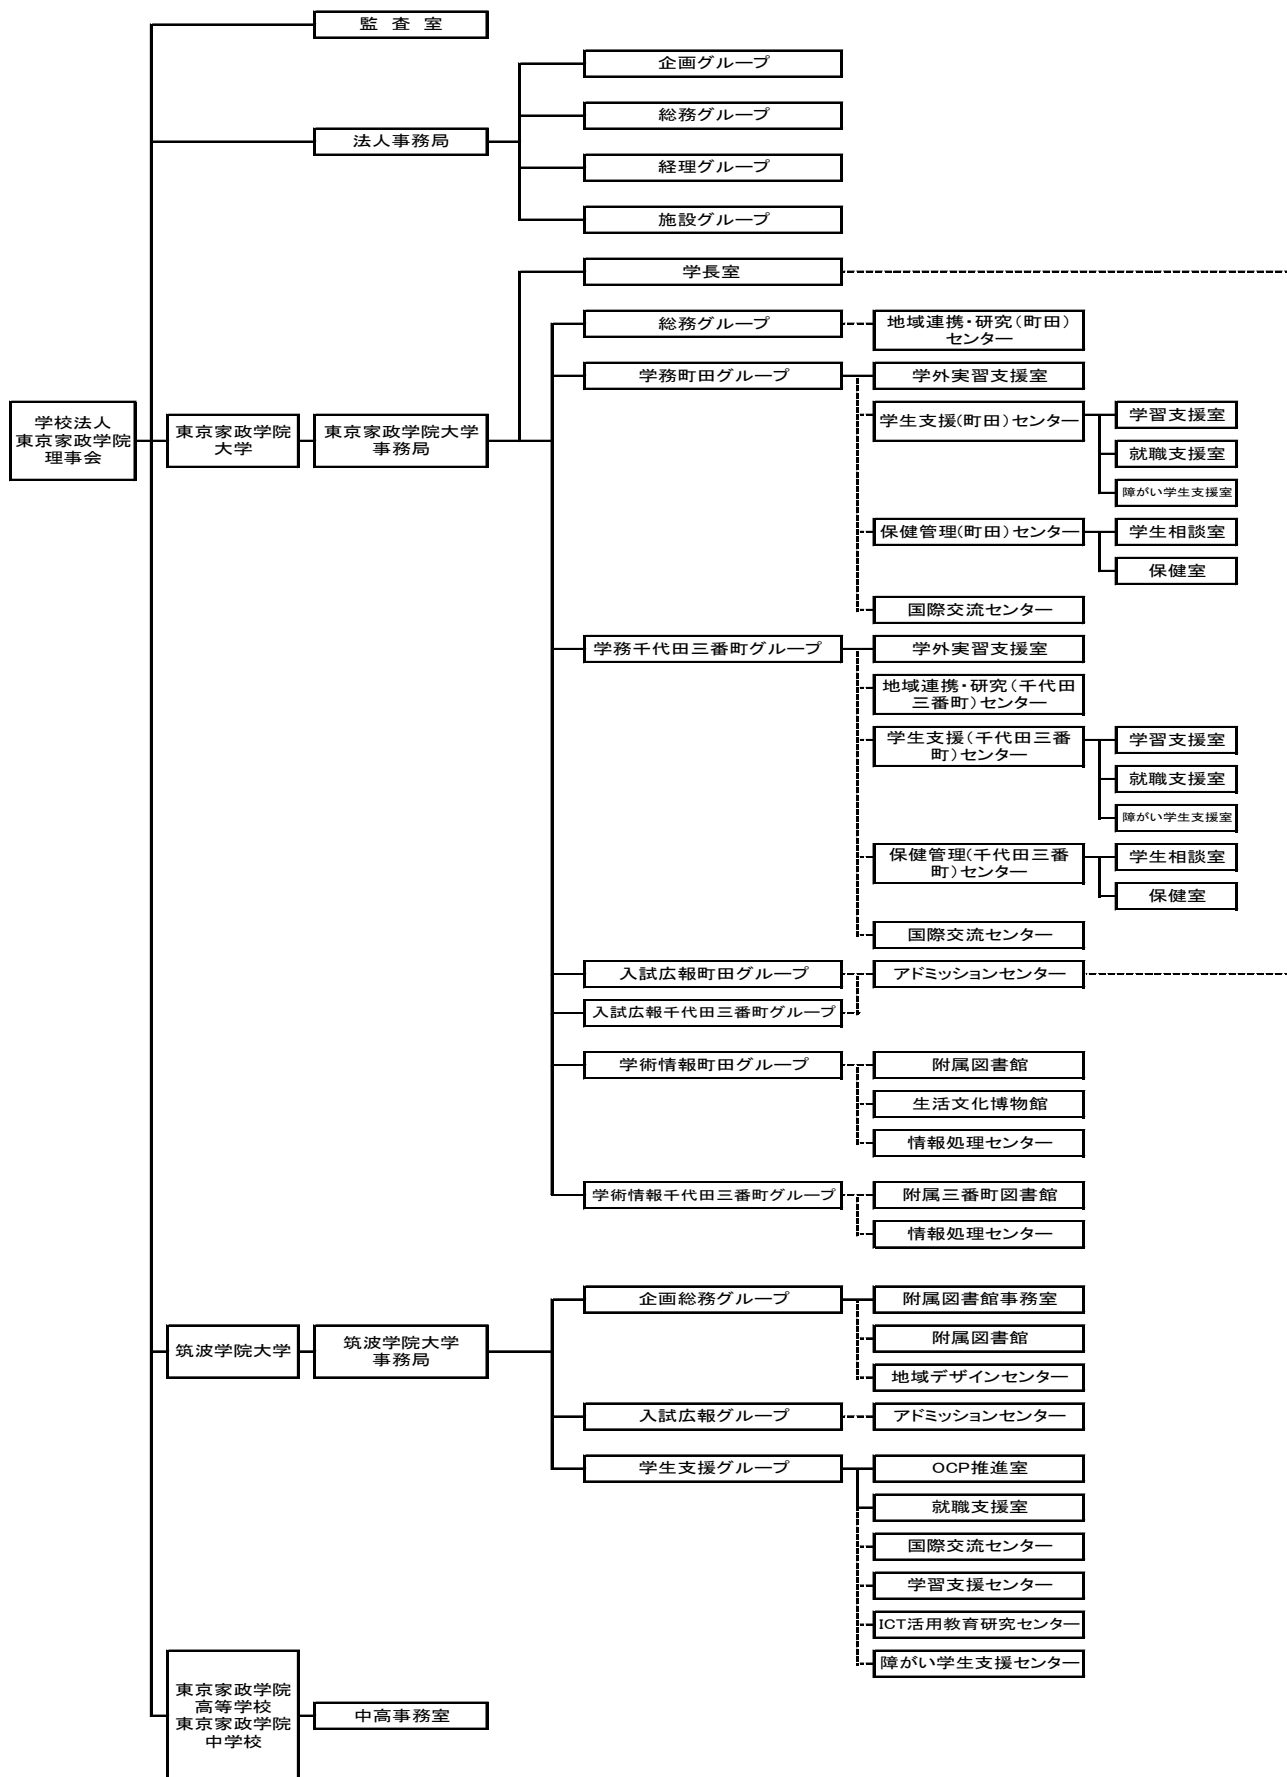 監 査 室
企画グループ
総務グループ
法人事務局
経理グループ
施設グループ
学長室
総務グループ
地域連携・研究(町田)
センター
学務町田グループ
学外実習支援室
学校法人
東京家政学院
理事会
東京家政学院
大学
東京家政学院大学
事務局
学生支援(町田)センター
学習支援室
就職支援室
障がい学生支援室
保健管理(町田)センター
学生相談室
保健室
国際交流センター
学務千代田三番町グループ
学外実習支援室
地域連携・研究(千代田
三番町)センター
学生支援(千代田三番
町)センター
学習支援室
就職支援室
障がい学生支援室
保健管理(千代田三番
町)センター
学生相談室
保健室
国際交流センター
入試広報町田グループ
アドミッションセンター
入試広報千代田三番町グループ
学術情報町田グループ
附属図書館
生活文化博物館
情報処理センター
学術情報千代田三番町グループ
附属三番町図書館
情報処理センター
企画総務グループ
附属図書館事務室
筑波学院大学
筑波学院大学
事務局
附属図書館
地域デザインセンター
入試広報グループ
アドミッションセンター
学生支援グループ
OCP推進室
就職支援室
国際交流センター
学習支援センター
ICT活用教育研究センター
障がい学生支援センター
東京家政学院
高等学校
東京家政学院
中学校
中高事務室